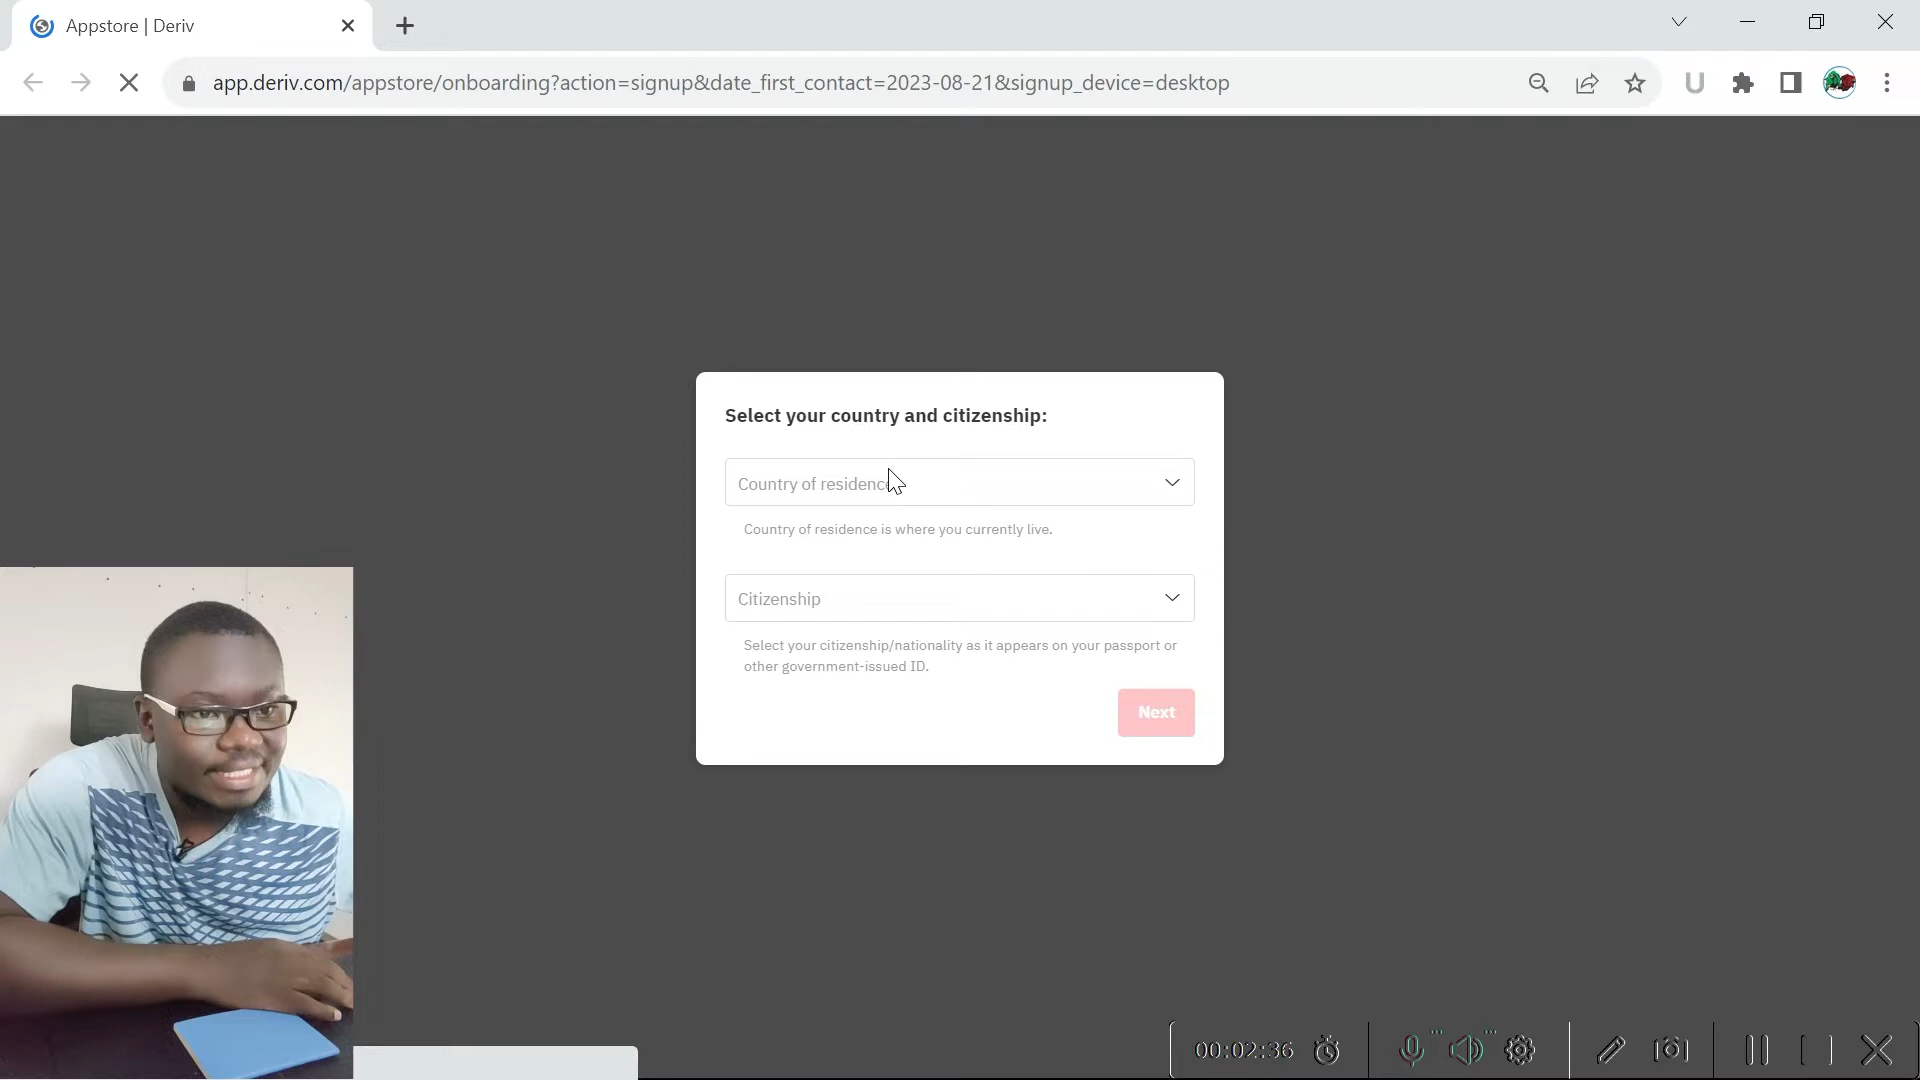 Appstore | Deriv
app.deriv.com/appstore/onboarding?action=signup&date_first_contact=2023-08-21&signup_device=desktop
Select your country and citizenship:
Country of residence
Country of residence is where you currently live.
Citizenship
Select your citizenship/nationality as it appears on your passport or
other government-issued ID.
Next
00:02:36